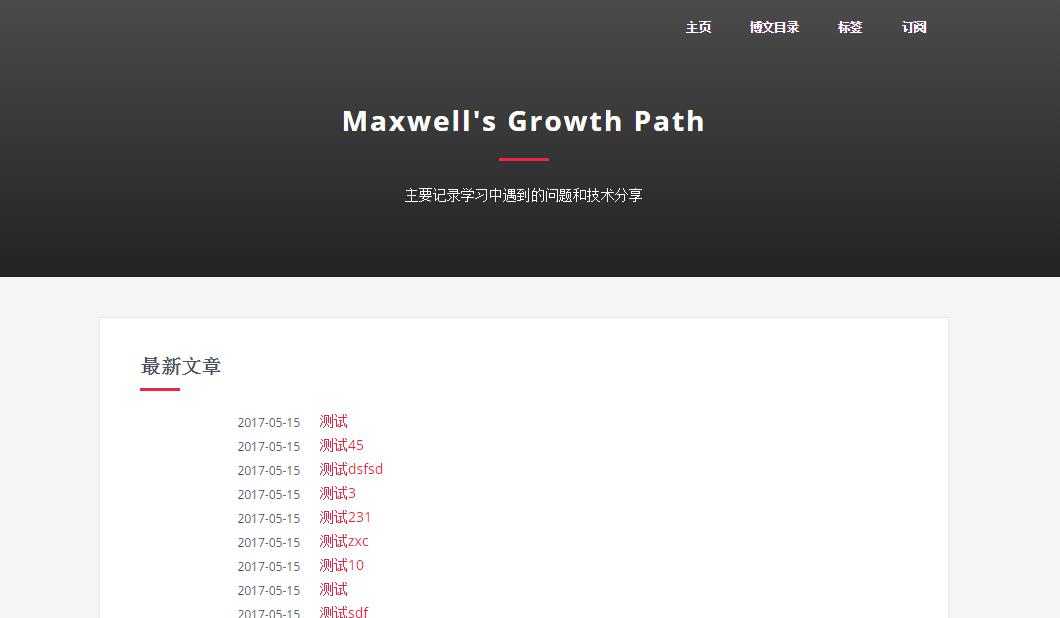 主页 博文目录 标签 订阅
Maxwell's Growth Path
主要记录学习中遇到的问题和技术分享
最新文章
2017-05-15 测试
2017-05-15 测试45
2017-05-15 测试dsfsd
2017-05-15 测试3
2017-05-15 测试231
2017-05-15 测试zxc
2017-05-15 测试10
2017-05-15 测试
2017-05-15 测试sdf